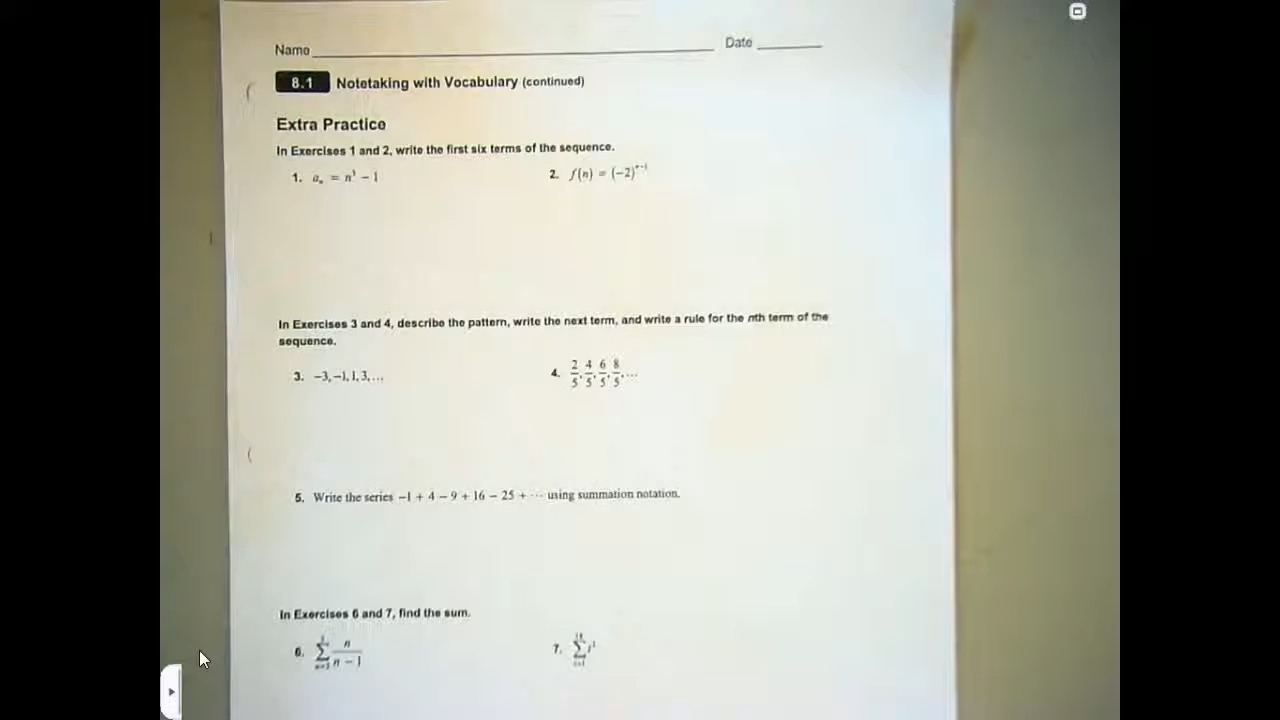 Name Date
8.1 Notetaking with Vocabulary (continued)
Extra Practice
In Exercises 1 and 2, write the first six terms of the sequence.
1. aₙ = n³ − 1 2. f(n) = (−2)ⁿ⁻¹
In Exercises 3 and 4, describe the pattern, write the next term, and write a rule for the nth term of the
sequence.
3. −3, −1, 1, 3, … 4. 2/5, 4/5, 6/5, 8/5, …
5. Write the series −1 + 4 − 9 + 16 − 25 + ⋯ using summation notation.
In Exercises 6 and 7, find the sum.
6. ∑ n/(n − 1) 7. ∑